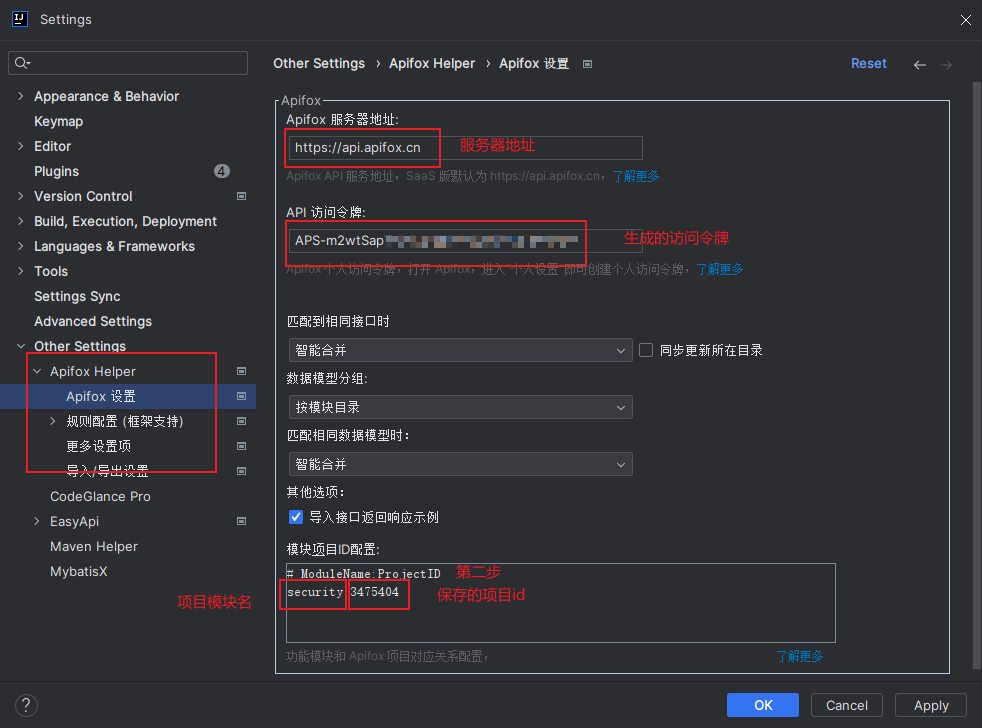 Settings
Other Settings › Apifox Helper › Apifox 设置
Reset
Appearance & Behavior
Keymap
Editor
Plugins 4
Version Control
Build, Execution, Deployment
Languages & Frameworks
Tools
Settings Sync
Advanced Settings
Other Settings
Apifox Helper
Apifox 设置
规则配置 (框架支持)
更多设置项
导入/导出设置
CodeGlance Pro
EasyApi
Maven Helper
MybatisX
项目模块名
Apifox
Apifox 服务器地址:
https://api.apifox.cn 服务器地址
Apifox API 服务地址，SaaS 版默认为 https://api.apifox.cn，了解更多
API 访问令牌:
APS-m2wtSap 生成的访问令牌
Apifox 个人访问令牌，打开 Apifox，进入"个人设置"即可创建个人访问令牌，了解更多
匹配到相同接口时
智能合并 同步更新所在目录
数据模型分组:
按模块目录
匹配相同数据模型时:
智能合并
其他选项:
导入接口返回响应示例
模块项目ID配置:
# ModuleName:ProjectID 第二步
security 3475404 保存的项目id
功能模块和 Apifox 项目对应关系配置， 了解更多
?
OK
Cancel
Apply